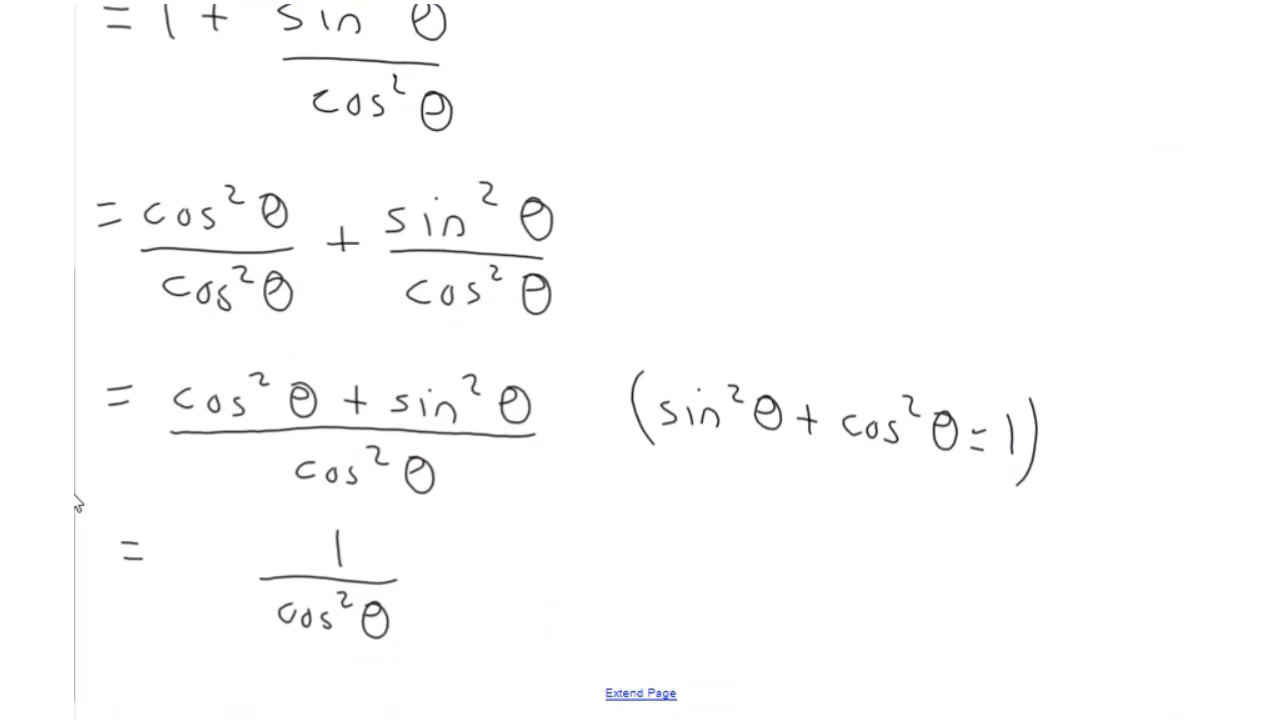 = 1 + sin θ
cos² θ
= cos² θ / cos² θ + sin² θ / cos² θ
= cos² θ + sin² θ / cos² θ (sin² θ + cos² θ = 1)
= 1 / cos² θ
Extend Page